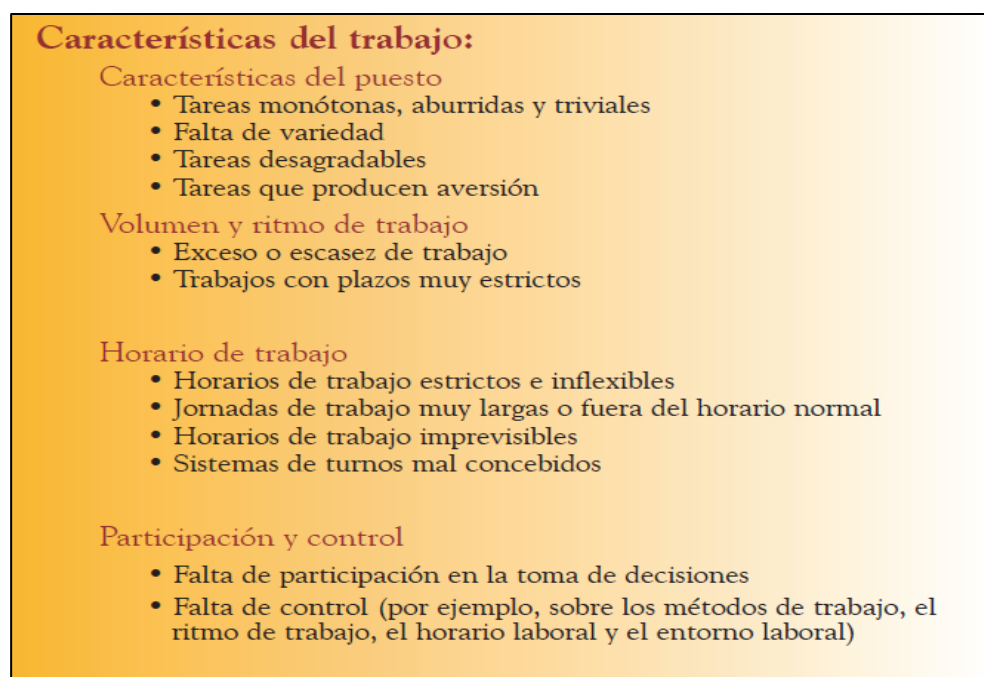 Características del trabajo:
Características del puesto
• Tareas monótonas, aburridas y triviales
• Falta de variedad
• Tareas desagradables
• Tareas que producen aversión
Volumen y ritmo de trabajo
• Exceso o escasez de trabajo
• Trabajos con plazos muy estrictos
Horario de trabajo
• Horarios de trabajo estrictos e inflexibles
• Jornadas de trabajo muy largas o fuera del horario normal
• Horarios de trabajo imprevisibles
• Sistemas de turnos mal concebidos
Participación y control
• Falta de participación en la toma de decisiones
• Falta de control (por ejemplo, sobre los métodos de trabajo, el
ritmo de trabajo, el horario laboral y el entorno laboral)